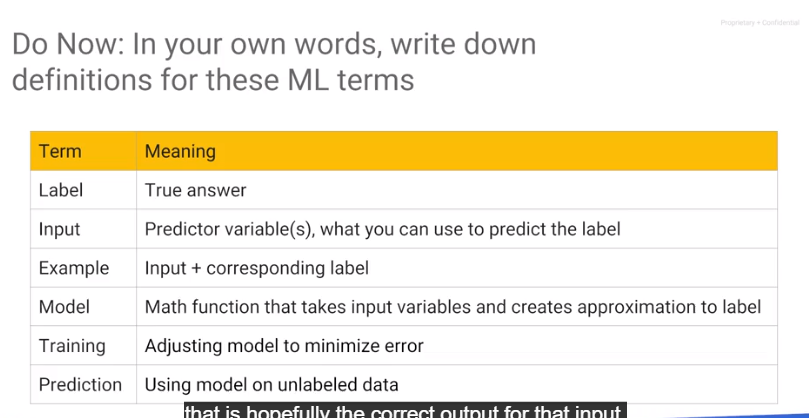 Proprietary + Confidential
Do Now: In your own words, write down
definitions for these ML terms
Term Meaning
Label True answer
Input Predictor variable(s), what you can use to predict the label
Example Input + corresponding label
Model Math function that takes input variables and creates approximation to label
Training Adjusting model to minimize error
Prediction Using model on unlabeled data
that is hopefully the correct output for that input.